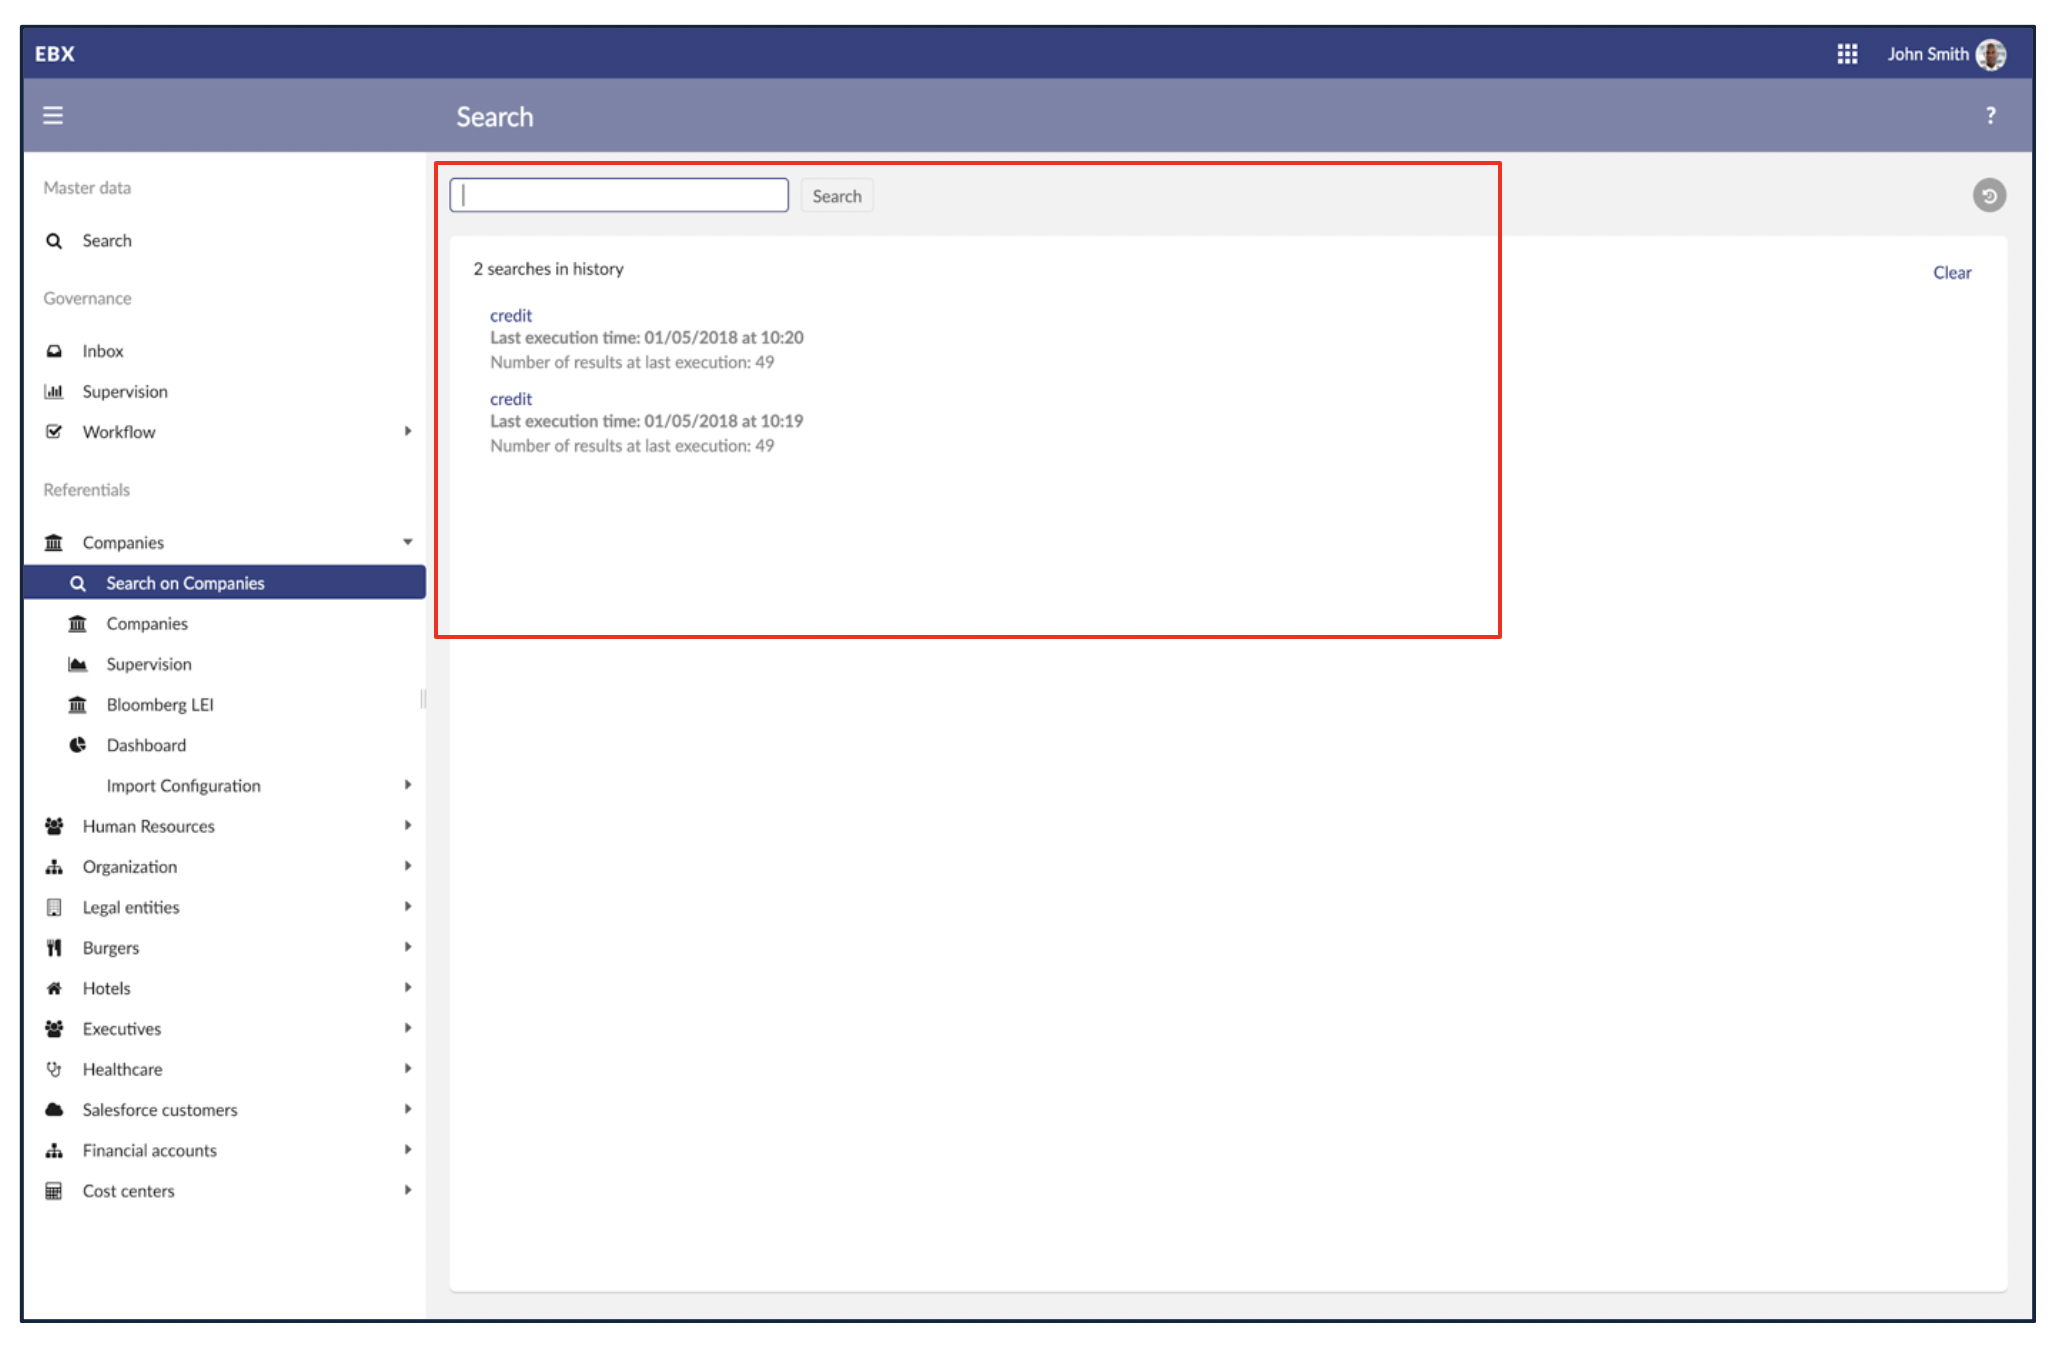 EBX
John Smith
Search
?
Master data
Search
Governance
Inbox
Supervision
Workflow
Referentials
Companies
Search on Companies
Companies
Supervision
Bloomberg LEI
Dashboard
Import Configuration
Human Resources
Organization
Legal entities
Burgers
Hotels
Executives
Healthcare
Salesforce customers
Financial accounts
Cost centers
Search
2 searches in history
Clear
credit
Last execution time: 01/05/2018 at 10:20
Number of results at last execution: 49
credit
Last execution time: 01/05/2018 at 10:19
Number of results at last execution: 49